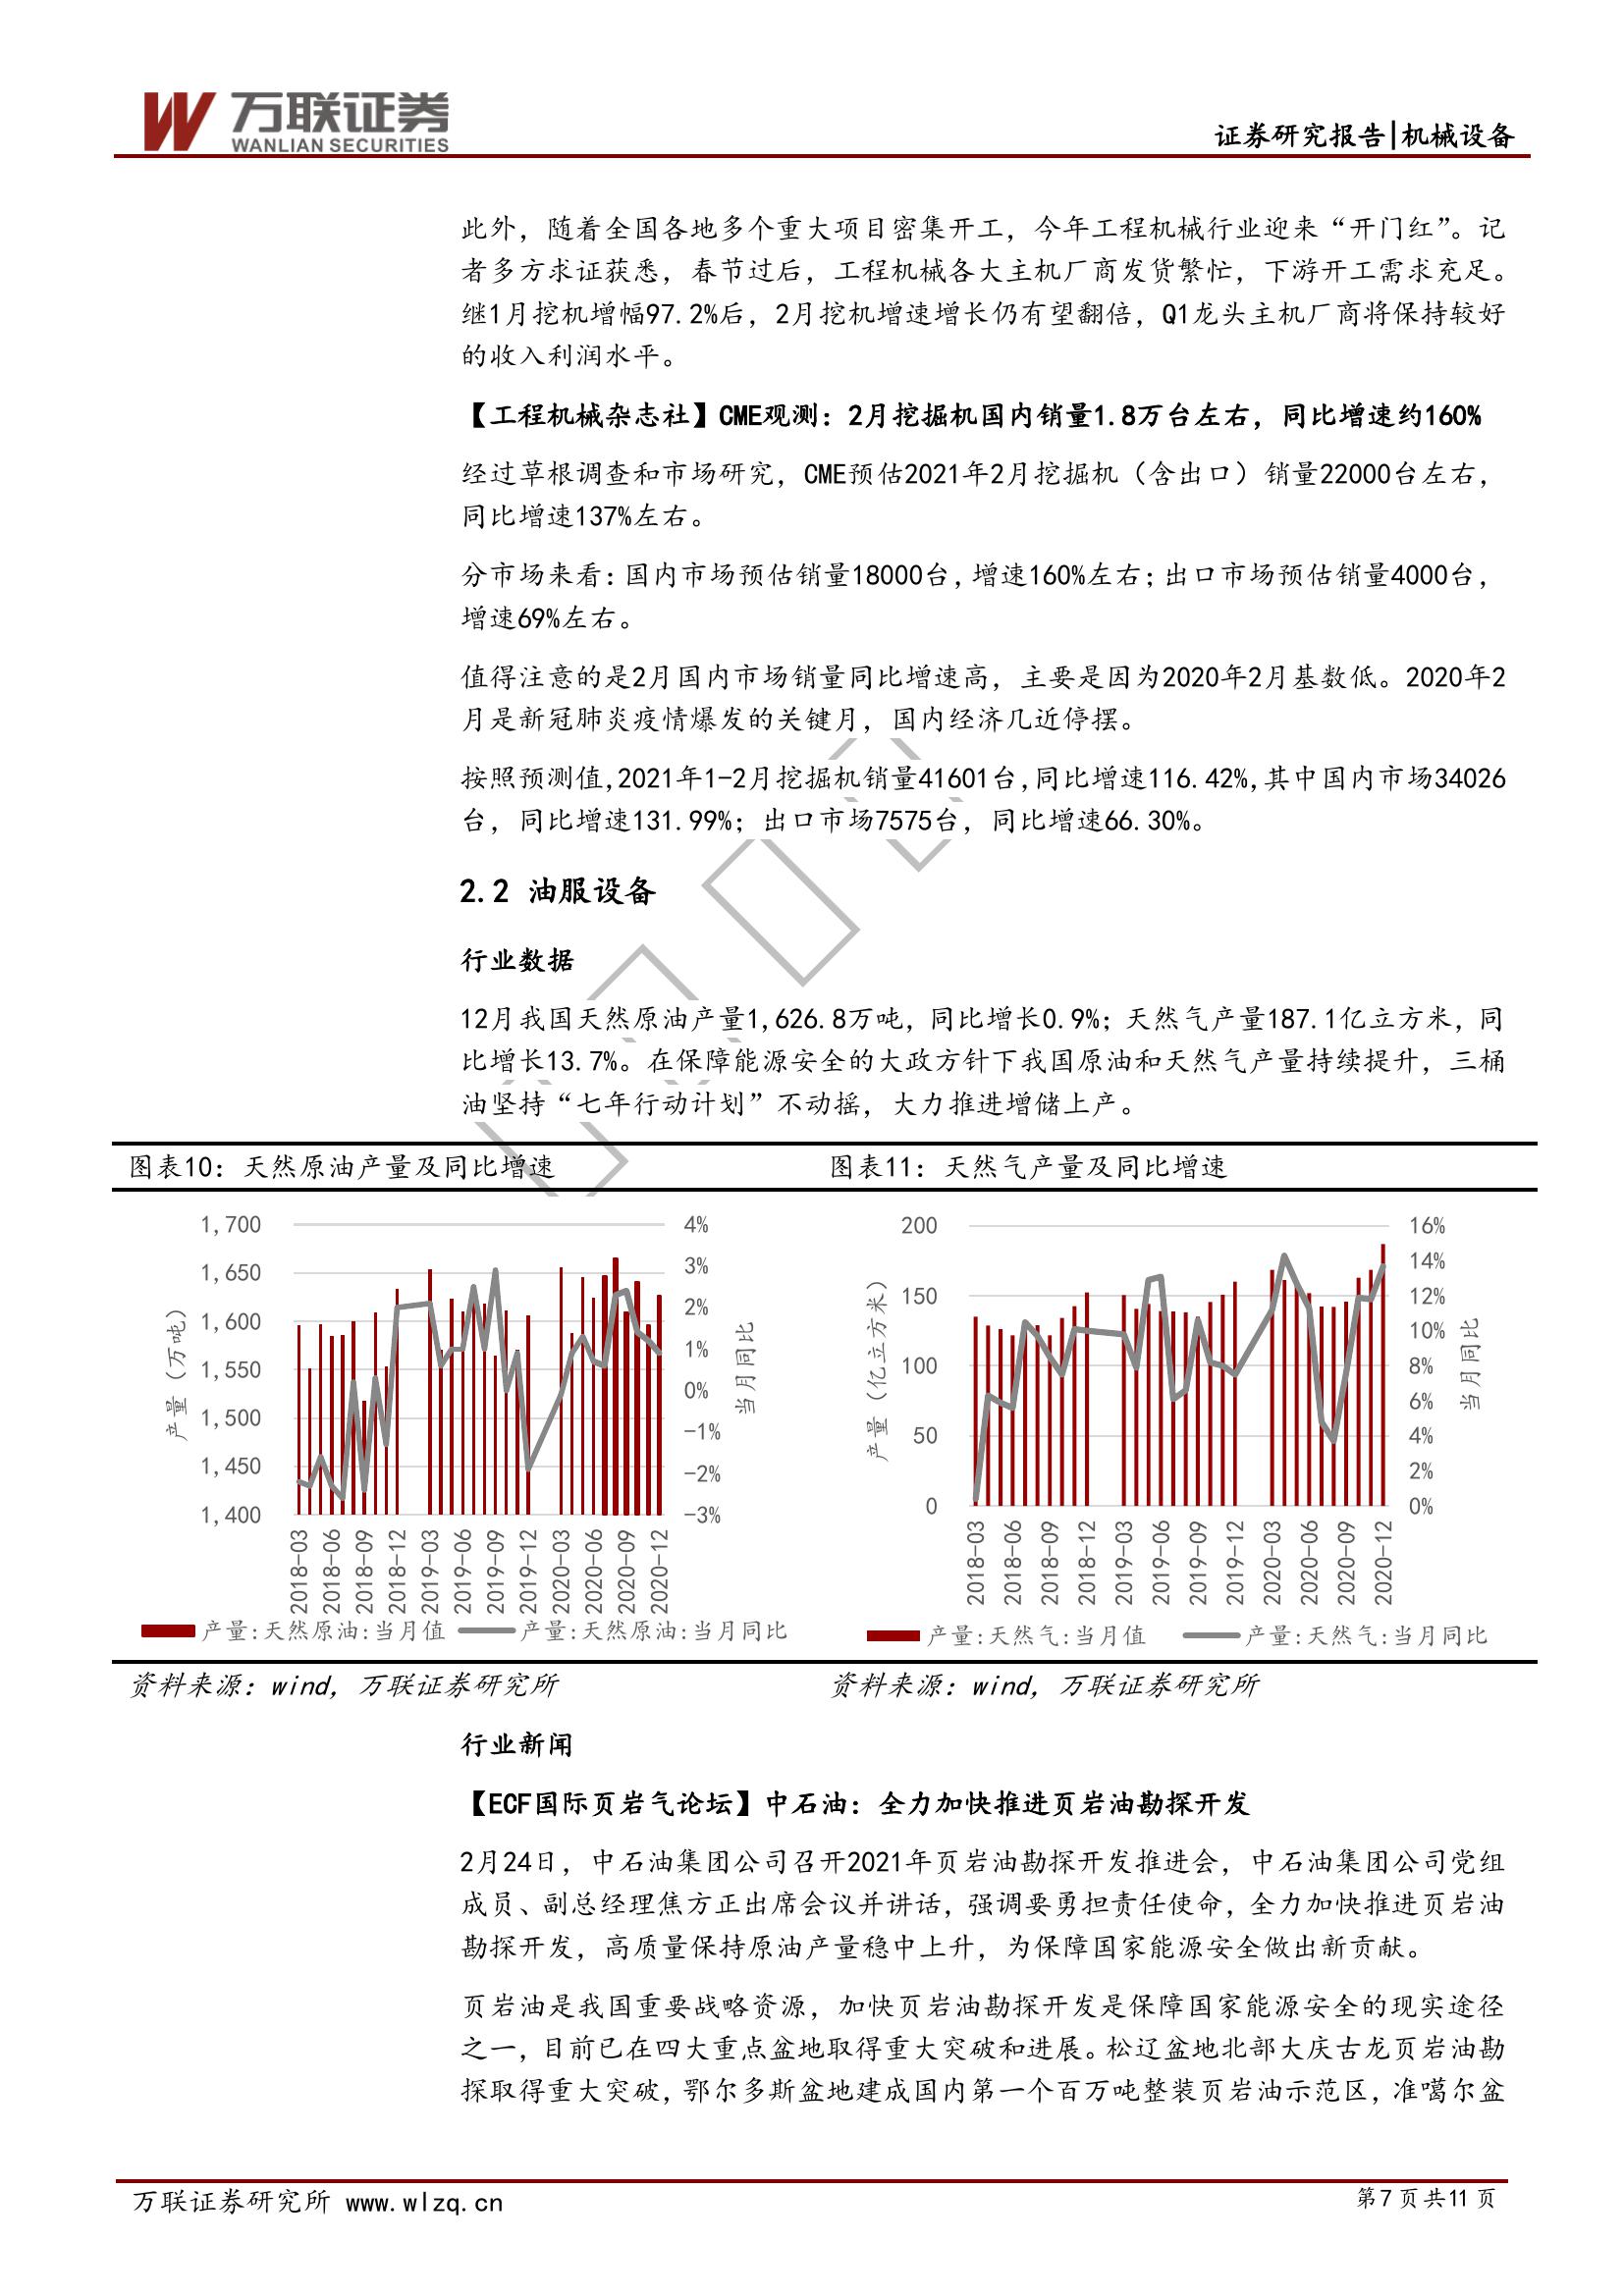 万联证券
WANLIAN SECURITIES
证券研究报告|机械设备
此外，随着全国各地多个重大项目密集开工，今年工程机械行业迎来“开门红”。记
者多方求证获悉，春节过后，工程机械各大主机厂商发货繁忙，下游开工需求充足。
继1月挖机增幅97.2%后，2月挖机增速增长仍有望翻倍，Q1龙头主机厂商将保持较好
的收入利润水平。
【工程机械杂志社】CME观测：2月挖掘机国内销量1.8万台左右，同比增速约160%
经过草根调查和市场研究，CME预估2021年2月挖掘机（含出口）销量22000台左右，
同比增速137%左右。
分市场来看：国内市场预估销量18000台，增速160%左右；出口市场预估销量4000台，
增速69%左右。
值得注意的是2月国内市场销量同比增速高，主要是因为2020年2月基数低。2020年2
月是新冠肺炎疫情爆发的关键月，国内经济几近停摆。
按照预测值，2021年1-2月挖掘机销量41601台，同比增速116.42%，其中国内市场34026
台，同比增速131.99%；出口市场7575台，同比增速66.30%。
2.2 油服设备
行业数据
12月我国天然原油产量1,626.8万吨，同比增长0.9%；天然气产量187.1亿立方米，同
比增长13.7%。在保障能源安全的大政方针下我国原油和天然气产量持续提升，三桶
油坚持“七年行动计划”不动摇，大力推进增储上产。
图表10：天然原油产量及同比增速
1,700
1,650
1,600
1,550
1,500
1,450
1,400
产量（万吨）
4%
3%
2%
1%
0%
-1%
-2%
-3%
当月同比
2018-03
2018-06
2018-09
2018-12
2019-03
2019-06
2019-09
2019-12
2020-03
2020-06
2020-09
2020-12
产量:天然原油:当月值
产量:天然原油:当月同比
图表11：天然气产量及同比增速
200
150
100
50
0
产量（亿立方米）
16%
14%
12%
10%
8%
6%
4%
2%
0%
当月同比
2018-03
2018-06
2018-09
2018-12
2019-03
2019-06
2019-09
2019-12
2020-03
2020-06
2020-09
2020-12
产量:天然气:当月值
产量:天然气:当月同比
资料来源：wind，万联证券研究所
资料来源：wind，万联证券研究所
行业新闻
【ECF国际页岩气论坛】中石油：全力加快推进页岩油勘探开发
2月24日，中石油集团公司召开2021年页岩油勘探开发推进会，中石油集团公司党组
成员、副总经理焦方正出席会议并讲话，强调要勇担责任使命，全力加快推进页岩油
勘探开发，高质量保持原油产量稳中上升，为保障国家能源安全做出新贡献。
页岩油是我国重要战略资源，加快页岩油勘探开发是保障国家能源安全的现实途径
之一，目前已在四大重点盆地取得重大突破和进展。松辽盆地北部大庆古龙页岩油勘
探取得重大突破，鄂尔多斯盆地建成国内第一个百万吨整装页岩油示范区，准噶尔盆
万联证券研究所 www.wlzq.cn
第7页共11页